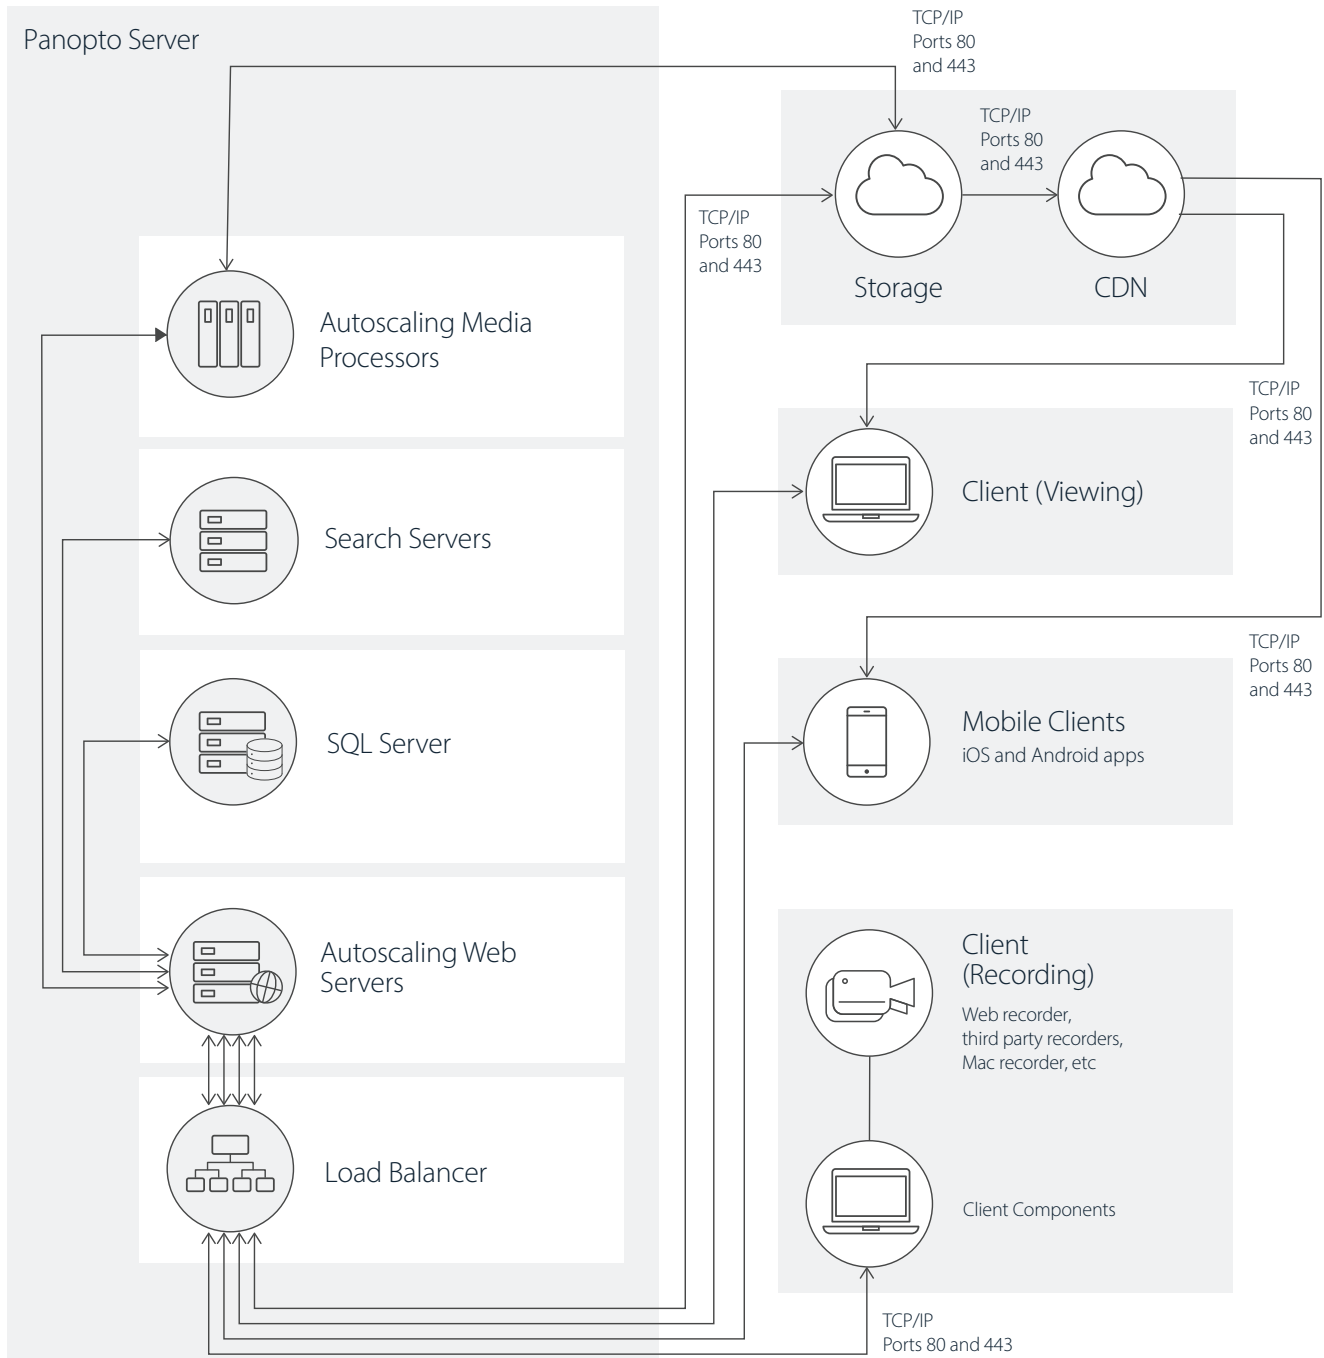 Panopto Server
TCP/IP
Ports 80
and 443
TCP/IP
Ports 80
and 443
TCP/IP
Ports 80
and 443
Storage
CDN
Autoscaling Media
Processors
TCP/IP
Ports 80
and 443
Client (Viewing)
Search Servers
TCP/IP
Ports 80
and 443
Mobile Clients
iOS and Android apps
SQL Server
Autoscaling Web
Servers
Client
(Recording)
Web recorder,
third party recorders,
Mac recorder, etc
Load Balancer
Client Components
TCP/IP
Ports 80 and 443